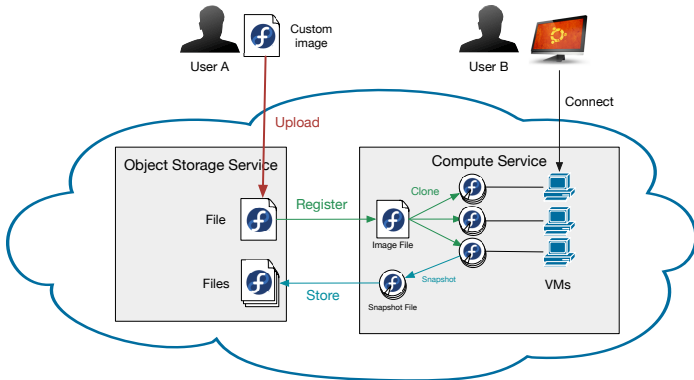 Custom
image
User A
User B
Connect
Upload
Object Storage Service
Compute Service
Clone
File
Register
Image File
Snapshot
Files
Store
Snapshot File
VMs